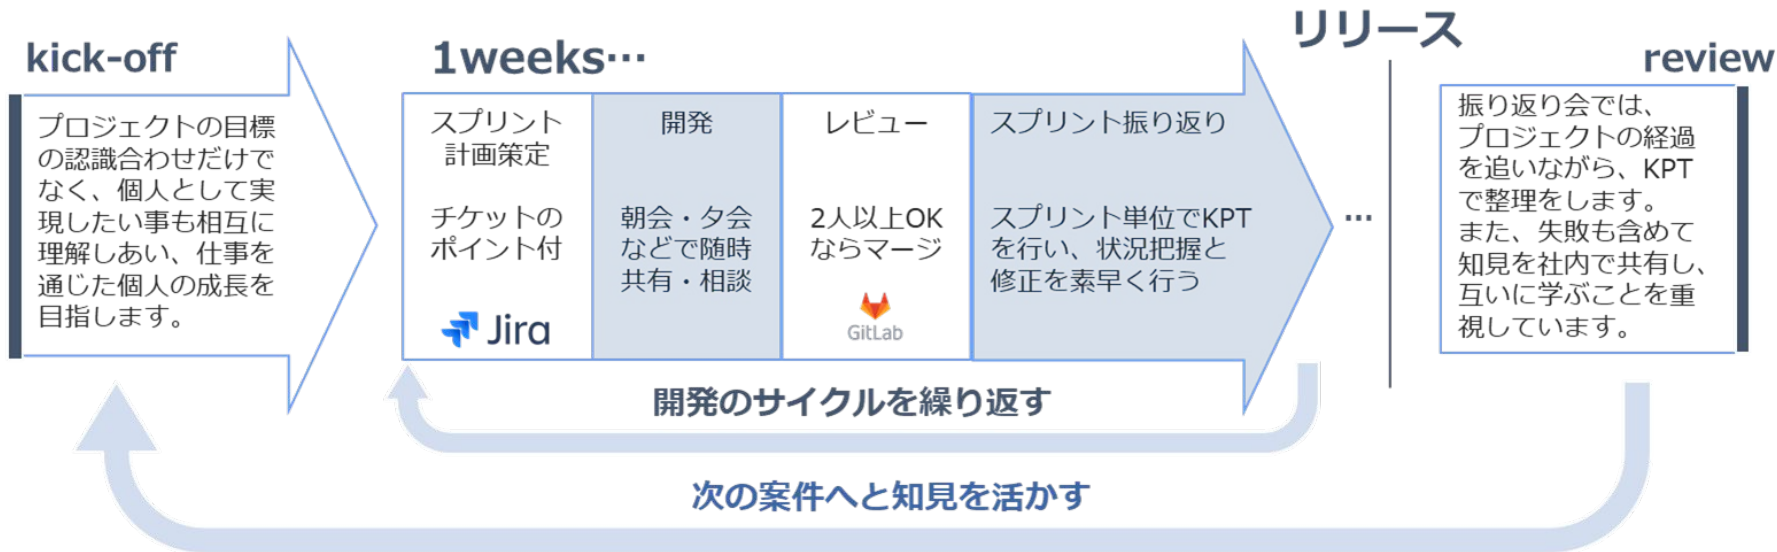 kick-off
プロジェクトの目標
の認識合わせだけで
なく、個人として実
現したい事も相互に
理解しあい、仕事を
通じた個人の成長を
目指します。
1weeks…
スプリント
計画策定
チケットの
ポイント付
Jira
開発
朝会・夕会
などで随時
共有・相談
レビュー
2人以上OK
ならマージ
GitLab
スプリント振り返り
スプリント単位でKPT
を行い、状況把握と
修正を素早く行う
…
リリース
review
振り返り会では、
プロジェクトの経過
を追いながら、KPT
で整理をします。
また、失敗も含めて
知見を社内で共有し、
互いに学ぶことを重
視しています。
開発のサイクルを繰り返す
次の案件へと知見を活かす